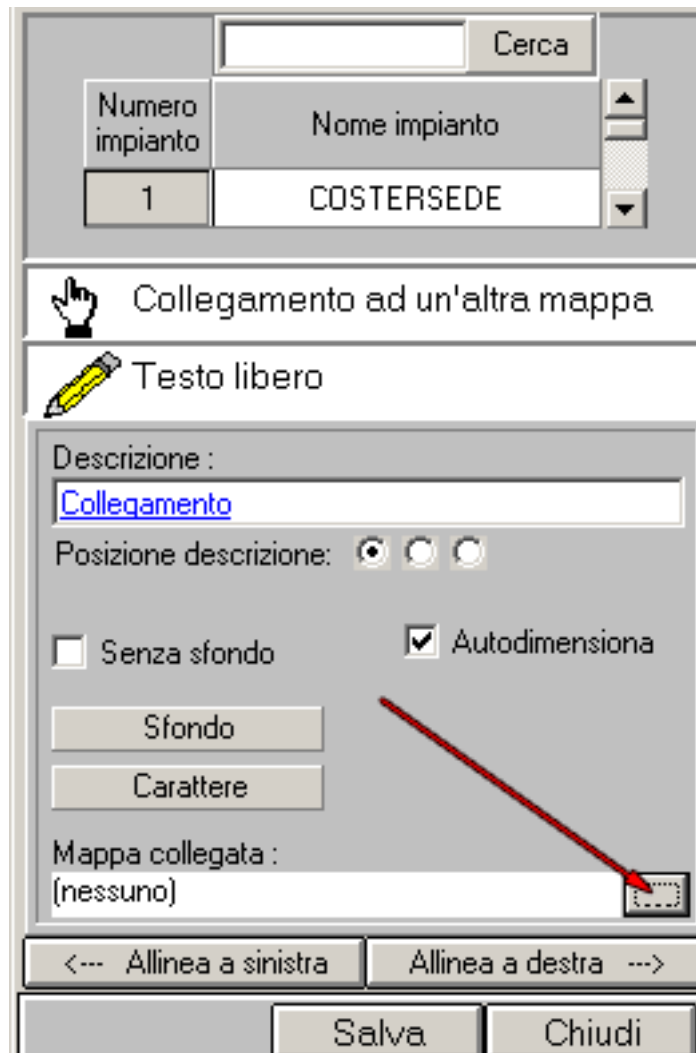 Cerca
Numero impianto
Nome impianto
1
COSTERSEDE
Collegamento ad un'altra mappa
Testo libero
Descrizione :
Collegamento
Posizione descrizione:
Senza sfondo
Autodimensiona
Sfondo
Carattere
Mappa collegata :
(nessuno)
<--- Allinea a sinistra
Allinea a destra --->
Salva
Chiudi